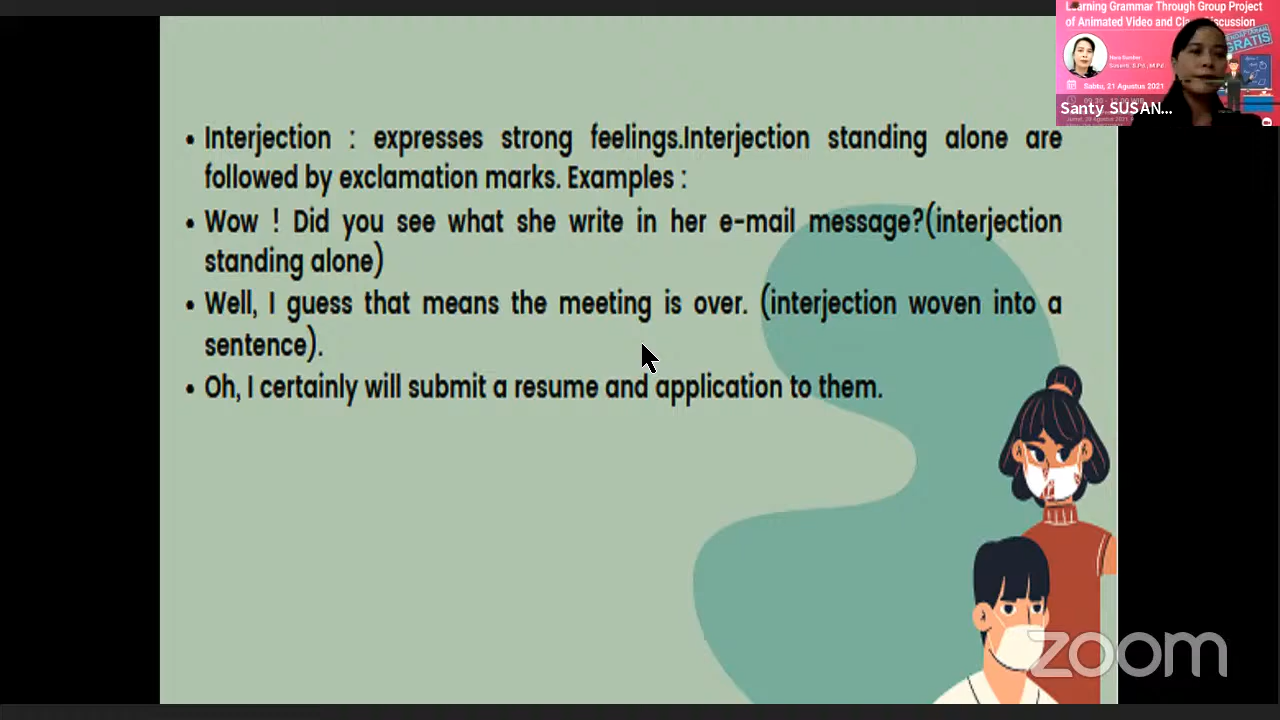 • Interjection : expresses strong feelings.Interjection standing alone are
followed by exclamation marks. Examples :
• Wow ! Did you see what she write in her e-mail message?(interjection
standing alone)
• Well, I guess that means the meeting is over. (interjection woven into a
sentence).
• Oh, I certainly will submit a resume and application to them.
Learning Grammar Through Group Project
of Animated Video and Discussion
GRATIS
Sabtu, 21 Agustus 2021
Santy SUSAN...
zoom